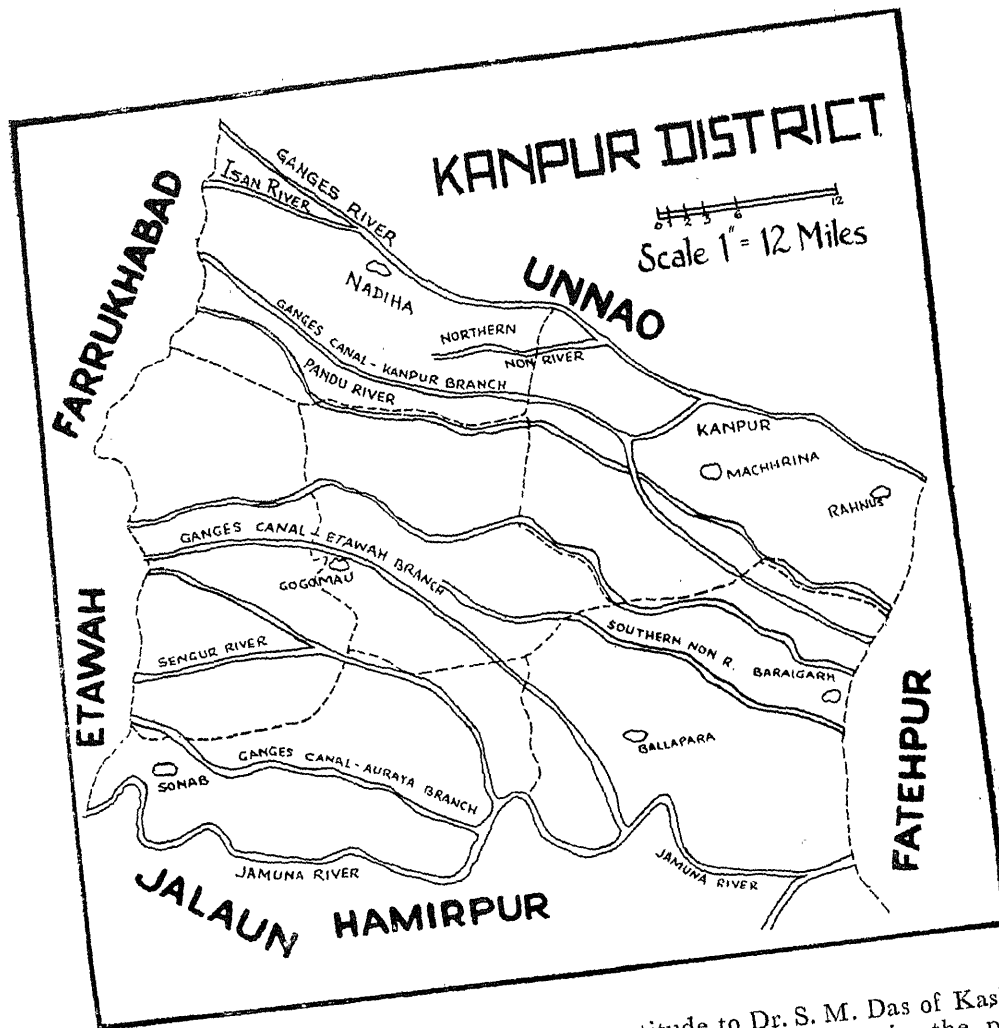 KANPUR DISTRICT
0 1 2 3 6 12
Scale 1" = 12 Miles
GANGES RIVER
ISAN RIVER
FARRUKHABAD
NADIHA
UNNAO
NORTHERN
NON RIVER
GANGES CANAL - KANPUR BRANCH
PANDU RIVER
KANPUR
MACHHRINA
RAHNUS
GANGES CANAL - ETAWAH BRANCH
GOGOMAU
ETAWAH
SENGUR RIVER
SOUTHERN NON R.
BARAIGARH
FATEHPUR
BALLAPARA
GANGES CANAL - AURAYA BRANCH
SONAB
JAMUNA RIVER
JAMUNA RIVER
JALAUN
HAMIRPUR
to Dr. S. M. Das of
the